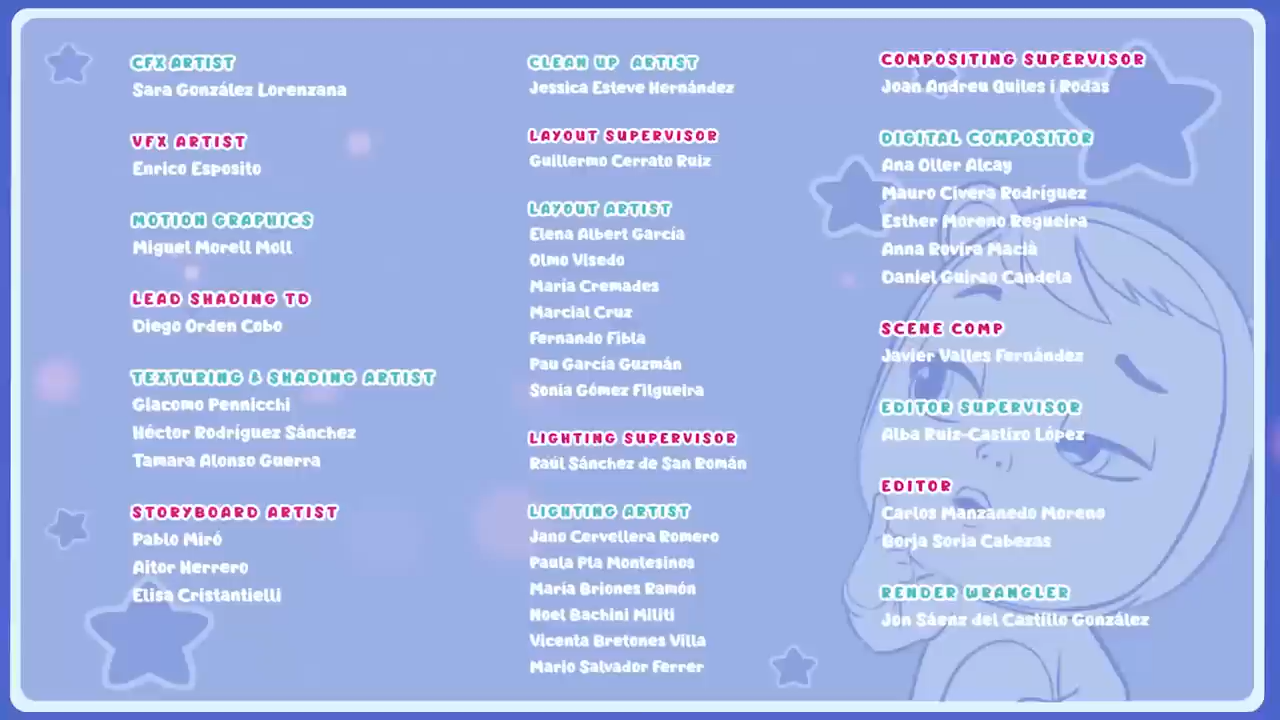 CFX ARTIST
Sara González Lorenzana
VFX ARTIST
Enrico Esposito
MOTION GRAPHICS
Miguel Morell Moll
LEAD SHADING TD
Diego Orden Cobo
TEXTURING & SHADING ARTIST
Giacomo Pennicchi
Héctor Rodríguez Sánchez
Tamara Alonso Guerra
STORYBOARD ARTIST
Pablo Miró
Aitor Herrero
Elisa Cristantielli
CLEAN UP ARTIST
Jessica Esteve Hernández
LAYOUT SUPERVISOR
Guillermo Cerrato Ruiz
LAYOUT ARTIST
Elena Albert García
Olmo Visedo
María Cremades
Marcial Cruz
Fernando Fibla
Pau García Guzmán
Sonia Gómez Filgueira
LIGHTING SUPERVISOR
Raúl Sánchez de San Román
LIGHTING ARTIST
Jano Cervellera Romero
Paula Pla Montesinos
María Briones Ramón
Noel Bachini Militi
Vicenta Bretones Villa
Mario Salvador Ferrer
COMPOSITING SUPERVISOR
Joan Andreu Quiles i Rodas
DIGITAL COMPOSITOR
Ana Oller Alcay
Mauro Civera Rodríguez
Esther Moreno Regueira
Anna Rovira Macià
Daniel Guirao Candela
SCENE COMP
Javier Valles Fernández
EDITOR SUPERVISOR
Alba Ruiz-Castizo López
EDITOR
Carlos Manzanedo Moreno
Borja Soria Cabezas
RENDER WRANGLER
Jon Sáenz del Castillo González